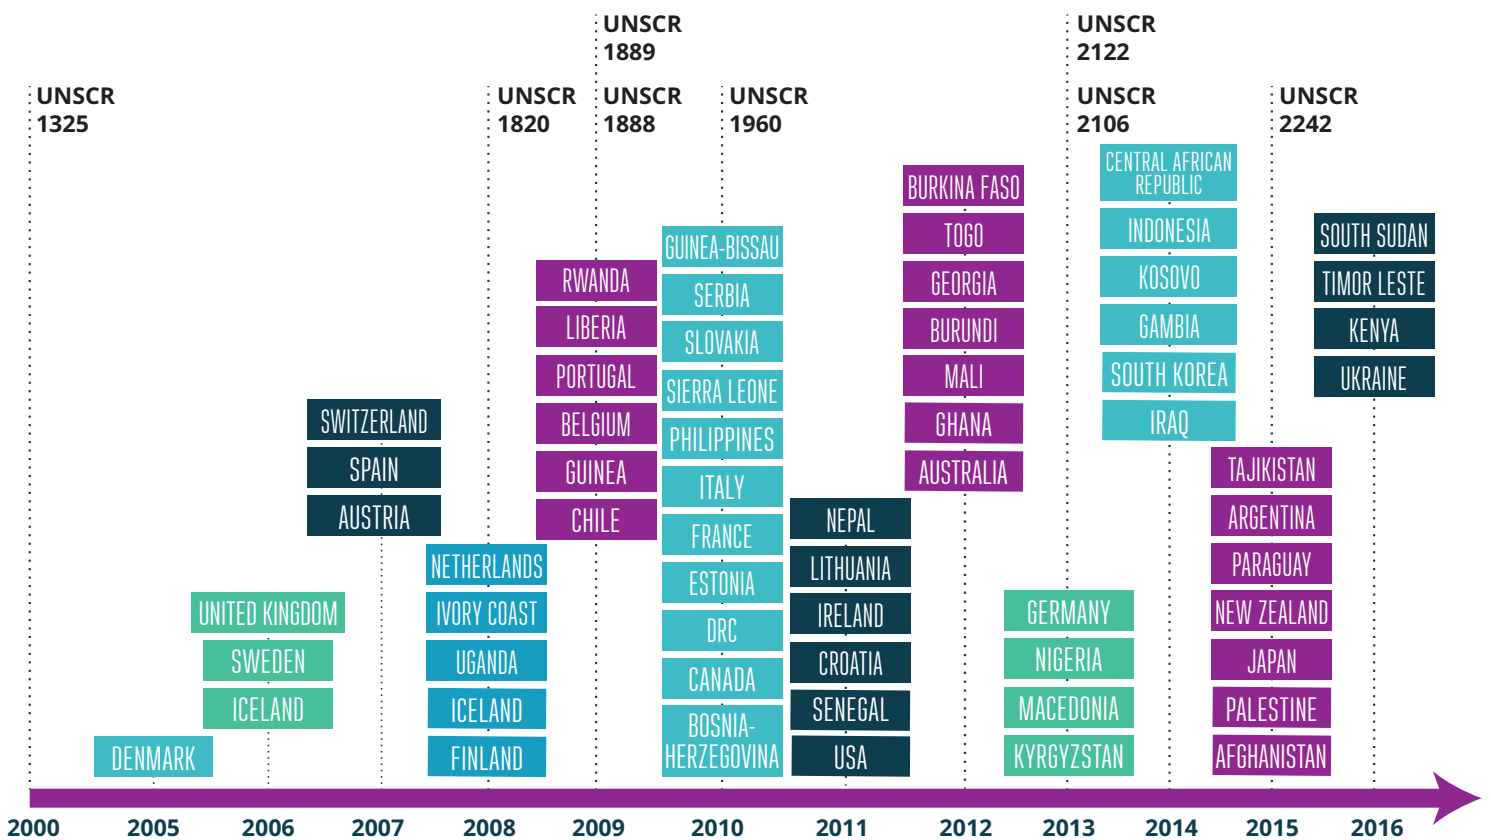 UNSCR
1325
UNSCR
1820
UNSCR
1889
UNSCR
1888
UNSCR
1960
UNSCR
2122
UNSCR
2106
UNSCR
2242
DENMARK
UNITED KINGDOM
SWEDEN
ICELAND
SWITZERLAND
SPAIN
AUSTRIA
NETHERLANDS
IVORY COAST
UGANDA
ICELAND
FINLAND
RWANDA
LIBERIA
PORTUGAL
BELGIUM
GUINEA
CHILE
GUINEA-BISSAU
SERBIA
SLOVAKIA
SIERRA LEONE
PHILIPPINES
ITALY
FRANCE
ESTONIA
DRC
CANADA
BOSNIA-
HERZEGOVINA
NEPAL
LITHUANIA
IRELAND
CROATIA
SENEGAL
USA
BURKINA FASO
TOGO
GEORGIA
BURUNDI
MALI
GHANA
AUSTRALIA
GERMANY
NIGERIA
MACEDONIA
KYRGYZSTAN
CENTRAL AFRICAN
REPUBLIC
INDONESIA
KOSOVO
GAMBIA
SOUTH KOREA
IRAQ
TAJIKISTAN
ARGENTINA
PARAGUAY
NEW ZEALAND
JAPAN
PALESTINE
AFGHANISTAN
SOUTH SUDAN
TIMOR LESTE
KENYA
UKRAINE
2000 2005 2006 2007 2008 2009 2010 2011 2012 2013 2014 2015 2016